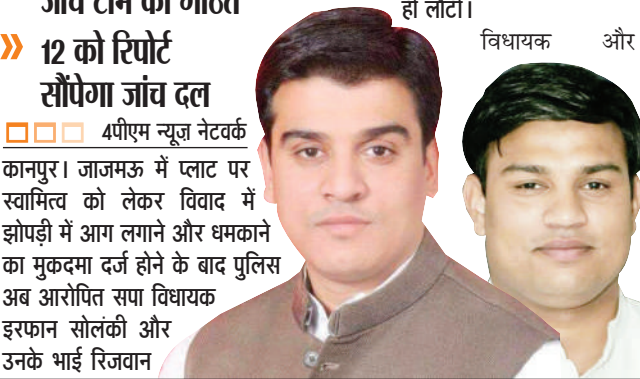 जांच टीम का गठित
12 को रिपोर्ट
सौंपेगा जांच दल
4पीएम न्यूज़ नेटवर्क
कानपुर। जाजमऊ में प्लाट पर
स्वामित्व को लेकर विवाद में
झोपड़ी में आग लगाने और धमकाने
का मुकदमा दर्ज होने के बाद पुलिस
अब आरोपित सपा विधायक
इरफान सोलंकी और
उनके भाई रिजवान
हो लौटी।
विधायक और